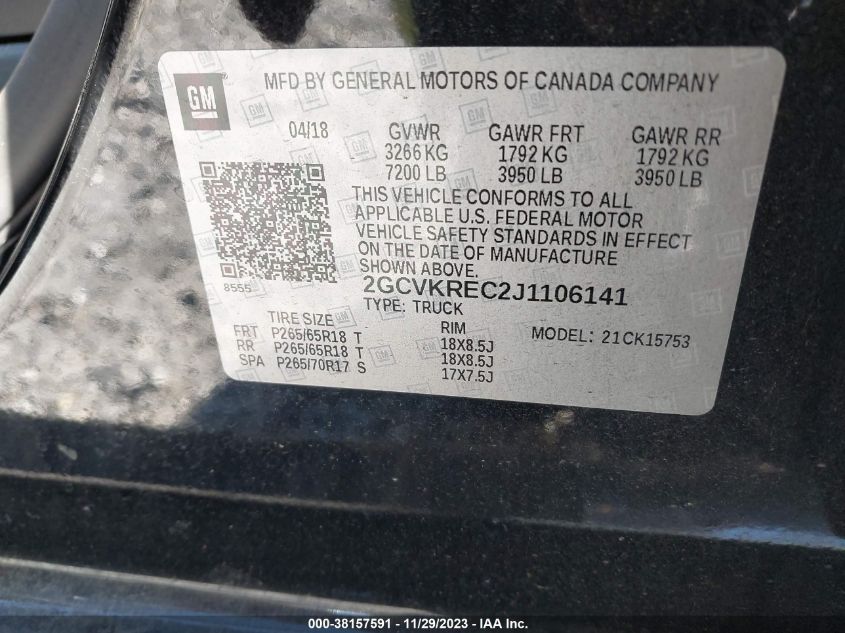 GM
MFD BY GENERAL MOTORS OF CANADA COMPANY
04/18 GVWR GAWR FRT GAWR RR
3266 KG 1792 KG 1792 KG
7200 LB 3950 LB 3950 LB
THIS VEHICLE CONFORMS TO ALL
APPLICABLE U.S. FEDERAL MOTOR
VEHICLE SAFETY STANDARDS IN EFFECT
ON THE DATE OF MANUFACTURE
SHOWN ABOVE.
8555
2GCVKREC2J1106141
TYPE: TRUCK
TIRE SIZE RIM MODEL: 21CK15753
FRT P265/65R18 T 18X8.5J
RR P265/65R18 T 18X8.5J
SPA P265/70R17 S 17X7.5J
000-38157591 - 11/29/2023 - IAA Inc.